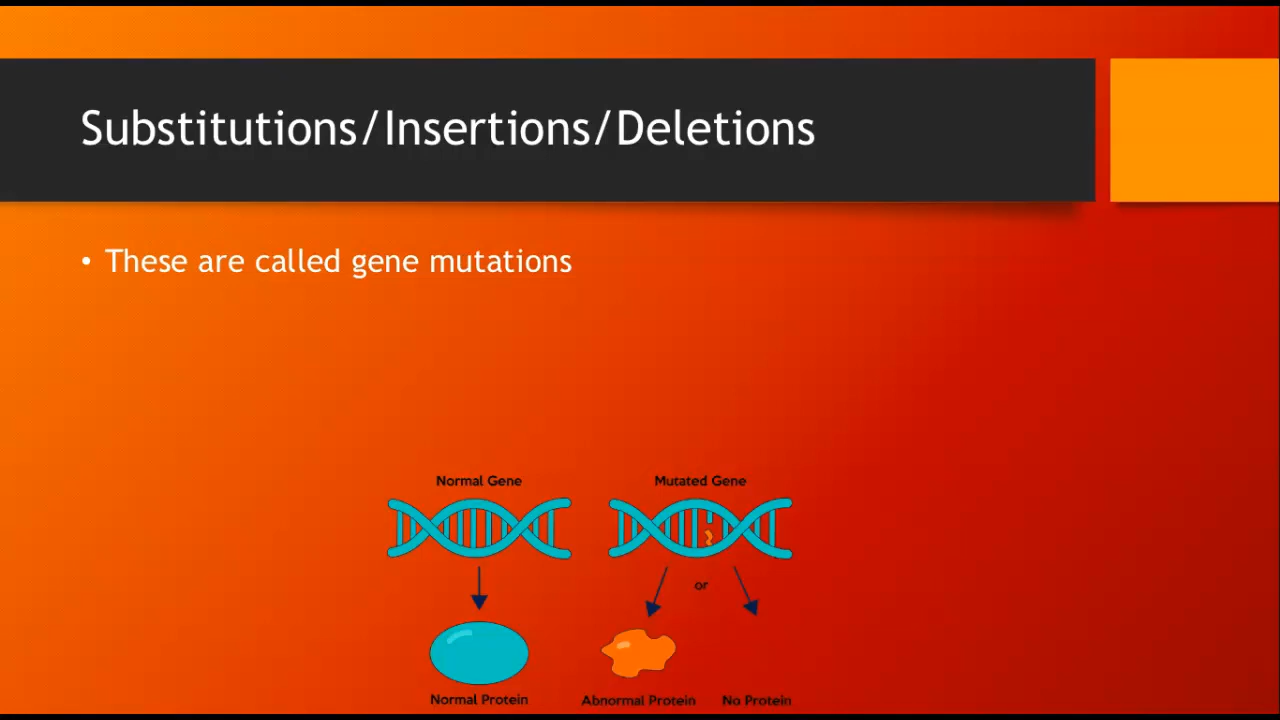 Substitutions/Insertions/Deletions
• These are called gene mutations
Normal Gene
Mutated Gene
or
Normal Protein
Abnormal Protein
No Protein